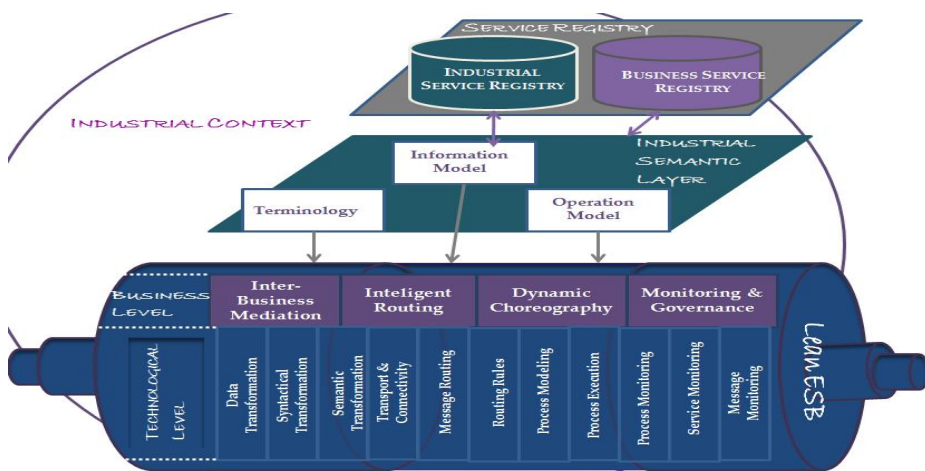 SERVICE REGISTRY
INDUSTRIAL
SERVICE REGISTRY
BUSINESS SERVICE
REGISTRY
INDUSTRIAL CONTEXT
INDUSTRIAL
SEMANTIC
LAYER
Information
Model
Terminology
Operation
Model
BUSINESS
LEVEL
Inter-
Business
Mediation
Inteligent
Routing
Dynamic
Choreography
Monitoring &
Governance
TECHNOLOGICAL
LEVEL
Data
Transformation
Syntactical
Transformation
Semantic
Transformation
Transport &
Connectivity
Message Routing
Routing Rules
Process Modeling
Process Execution
Process Monitoring
Service Monitoring
Message
Monitoring
Lean ESB